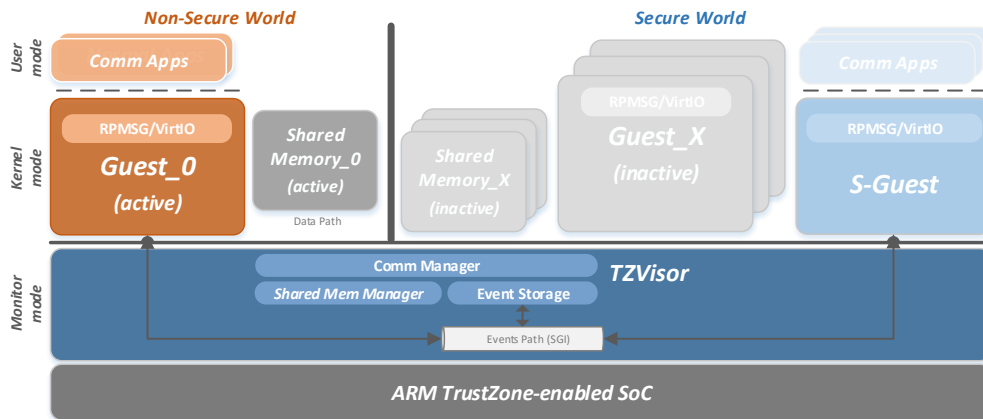 Non-Secure World
Secure World
User
mode
Comm Apps
Comm Apps
Kernel
mode
RPMSG/VirtIO
Guest_0
(active)
Shared
Memory_0
(active)
Data Path
Shared
Memory_X
(inactive)
RPMSG/VirtIO
Guest_X
(inactive)
RPMSG/VirtIO
S-Guest
Monitor
mode
TZVisor
Comm Manager
Shared Mem Manager
Event Storage
Events Path (SGI)
ARM TrustZone-enabled SoC